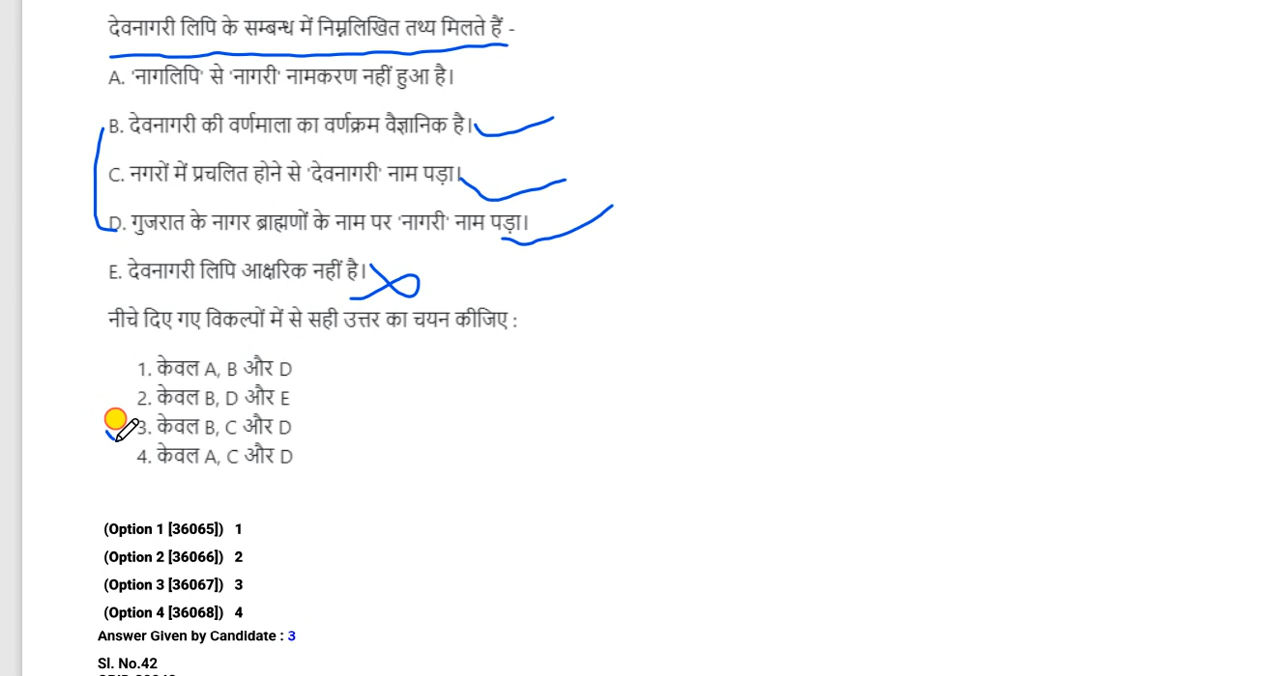 देवनागरी लिपि के सम्बन्ध में निम्नलिखित तथ्य मिलते हैं -
A. 'नागलिपि' से 'नागरी' नामकरण नहीं हुआ है।
B. देवनागरी की वर्णमाला का वर्णक्रम वैज्ञानिक है।
C. नगरों में प्रचलित होने से 'देवनागरी' नाम पड़ा।
D. गुजरात के नागर ब्राह्मणों के नाम पर 'नागरी' नाम पड़ा।
E. देवनागरी लिपि आक्षरिक नहीं है।
नीचे दिए गए विकल्पों में से सही उत्तर का चयन कीजिए :
1. केवल A, B और D
2. केवल B, D और E
3. केवल B, C और D
4. केवल A, C और D
(Option 1 [36065]) 1
(Option 2 [36066]) 2
(Option 3 [36067]) 3
(Option 4 [36068]) 4
Answer Given by Candidate : 3
Sl. No.42